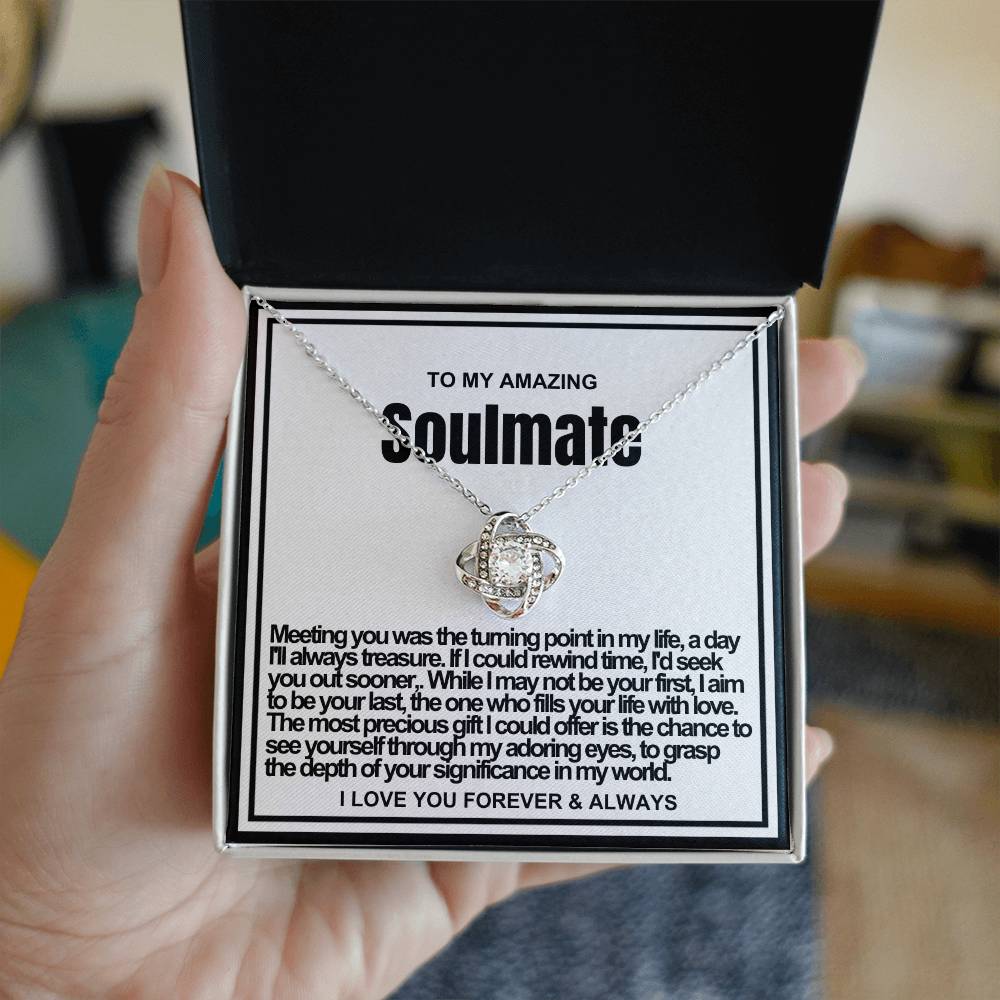 TO MY AMAZING
Soulmate
Meeting you was the turning point in my life, a day
I'll always treasure. If I could rewind time, I'd seek
you out sooner,. While I may not be your first, I aim
to be your last, the one who fills your life with love.
The most precious gift I could offer is the chance to
see yourself through my adoring eyes, to grasp
the depth of your significance in my world.
I LOVE YOU FOREVER & ALWAYS